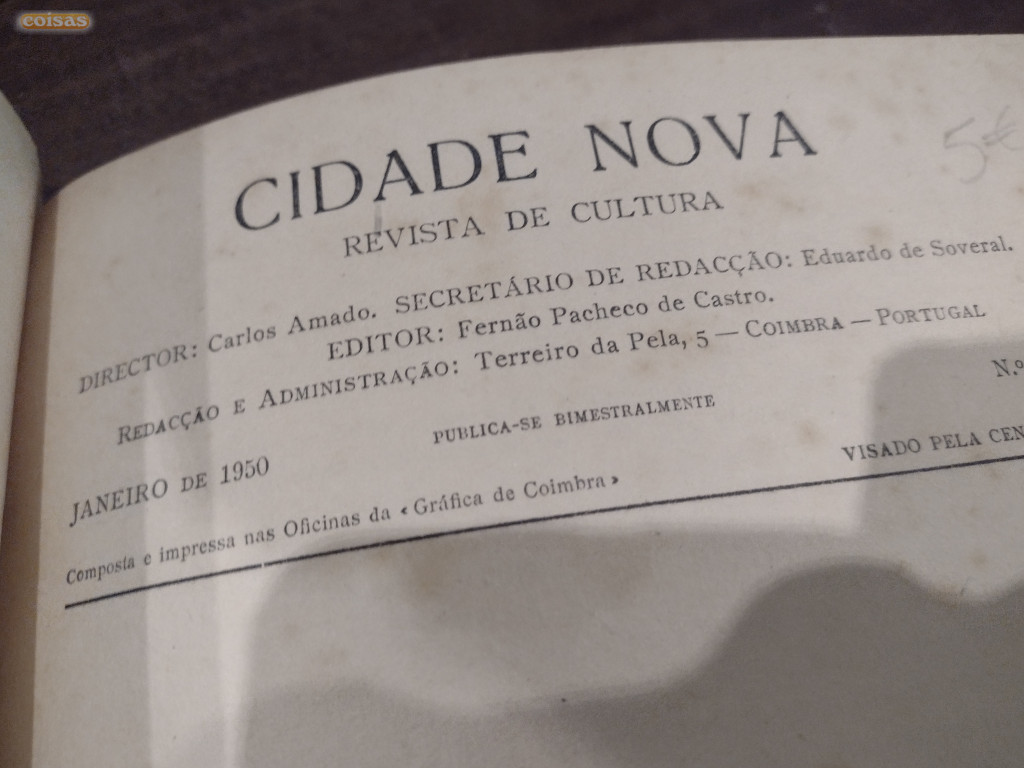 coisas
CIDADE NOVA
5€
REVISTA DE CULTURA
DIRECTOR: Carlos Amado. SECRETÁRIO DE REDACÇÃO: Eduardo de Soveral.
EDITOR: Fernão Pacheco de Castro.
REDACÇÃO E ADMINISTRAÇÃO: Terreiro da Pela, 5 — COIMBRA — PORTUGAL
PUBLICA-SE BIMESTRALMENTE
N.º
JANEIRO DE 1950
VISADO PELA CEN
Composta e impressa nas Oficinas da «Gráfica de Coimbra»